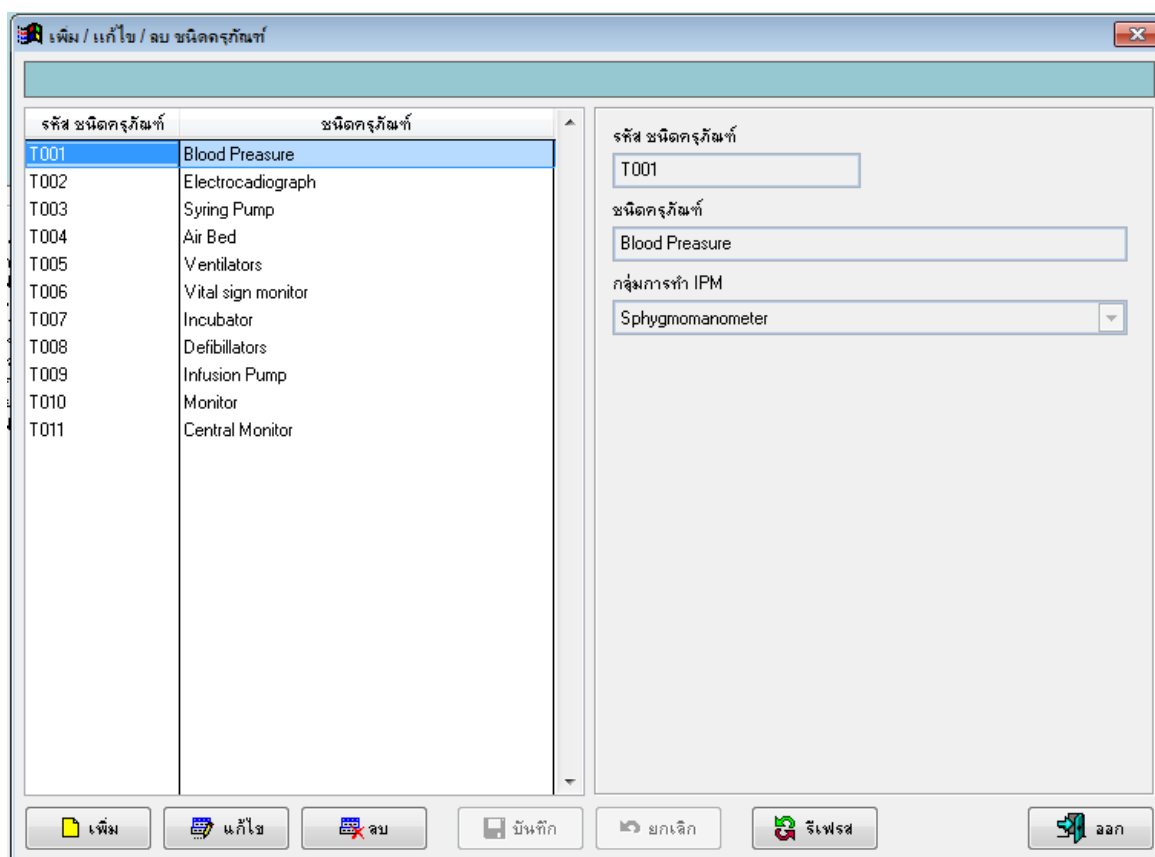 เพิ่ม / แก้ไข / ลบ ชนิดครุภัณฑ์
รหัส ชนิดครุภัณฑ์ ชนิดครุภัณฑ์
T001 Blood Preasure
T002 Electrocadiograph
T003 Syring Pump
T004 Air Bed
T005 Ventilators
T006 Vital sign monitor
T007 Incubator
T008 Defibillators
T009 Infusion Pump
T010 Monitor
T011 Central Monitor
รหัส ชนิดครุภัณฑ์
T001
ชนิดครุภัณฑ์
Blood Preasure
กลุ่มการทำ IPM
Sphygmomanometer
เพิ่ม แก้ไข ลบ บันทึก ยกเลิก รีเฟรส ออก